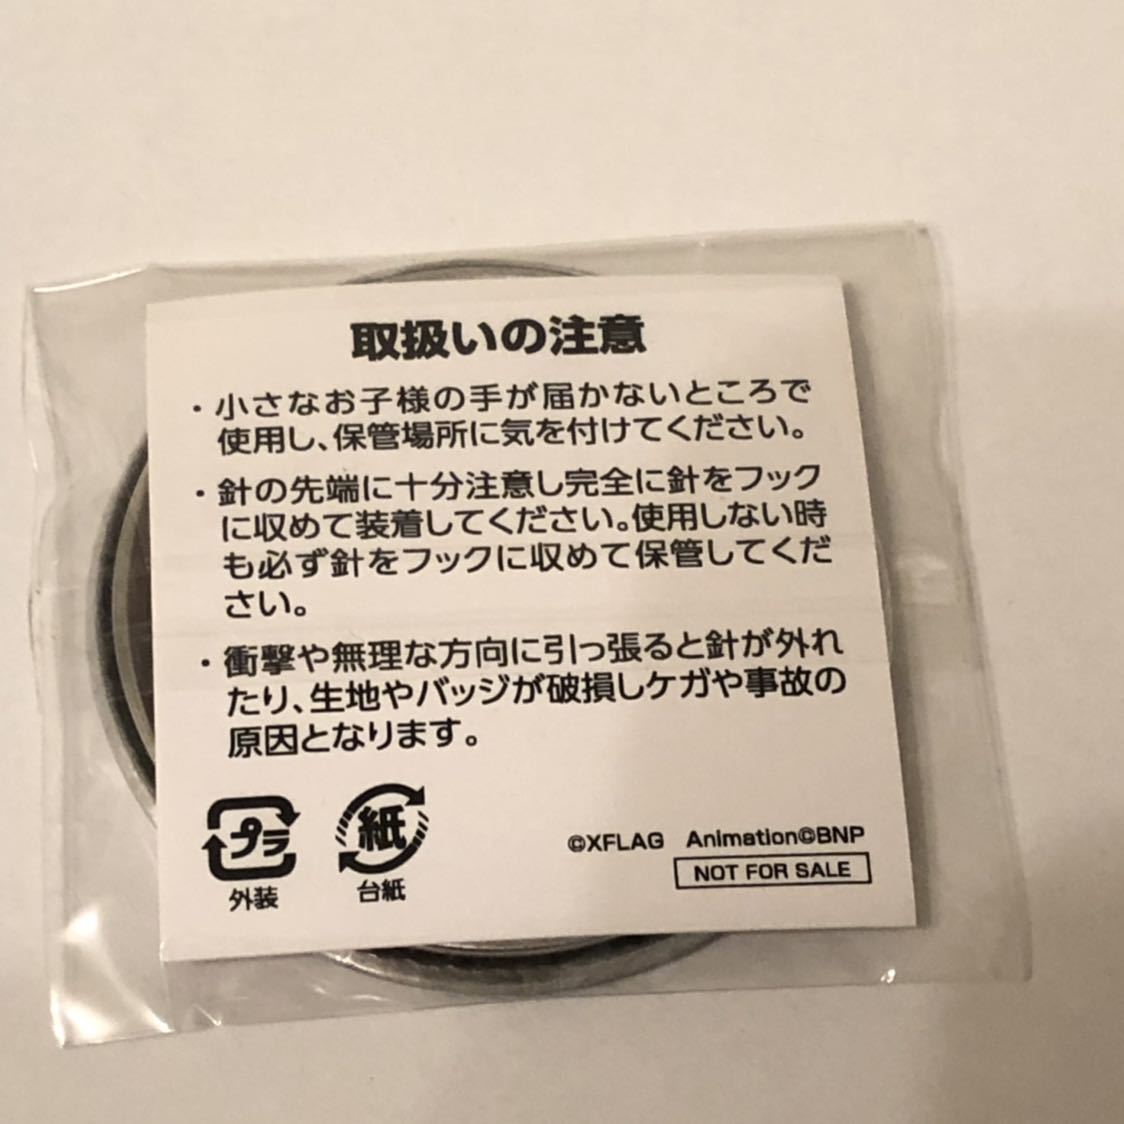 取扱いの注意
・小さなお子様の手が届かないところで
使用し、保管場所に気を付けてください。
・針の先端に十分注意し完全に針をフック
に収めて装着してください。使用しない時
も必ず針をフックに収めて保管してくだ
さい。
・衝撃や無理な方向に引っ張ると針が外れ
たり、生地やバッジが破損しケガや事故の
原因となります。
プラ
外装
紙
台紙
©XFLAG Animation©BNP
NOT FOR SALE